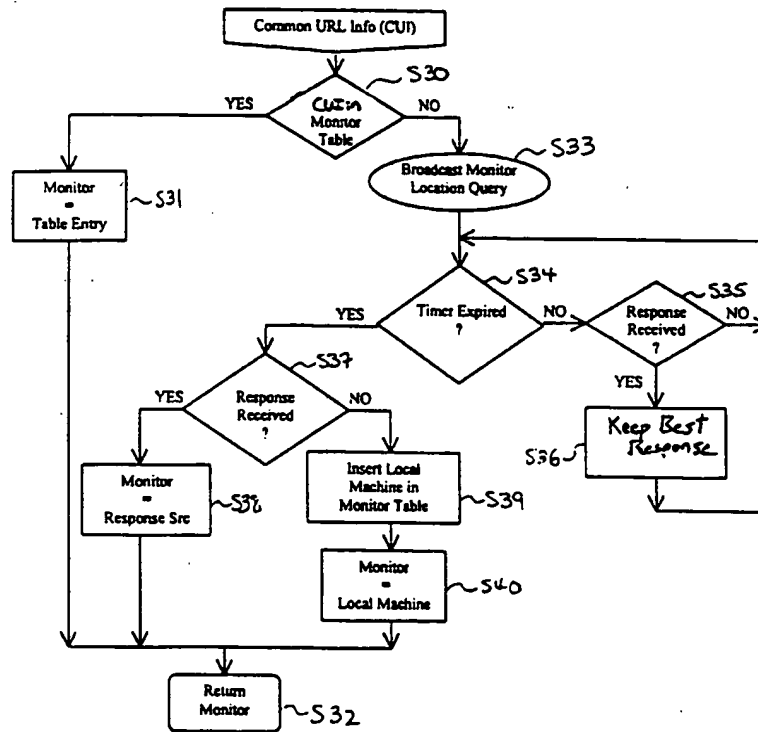 Common URL Info (CUI)
S30
YES
NO
CUI in
Monitor
Table
S33
Broadcast Monitor
Location Query
Monitor
=
Table Entry
S31
S34
YES
Timer Expired
?
NO
S35
Response
Received
?
NO
YES
S37
YES
Response
Received
?
NO
Keep Best
Response
S36
Monitor
=
Response Src
S38
Insert Local
Machine in
Monitor Table
S39
Monitor
=
Local Machine
S40
Return
Monitor
S32